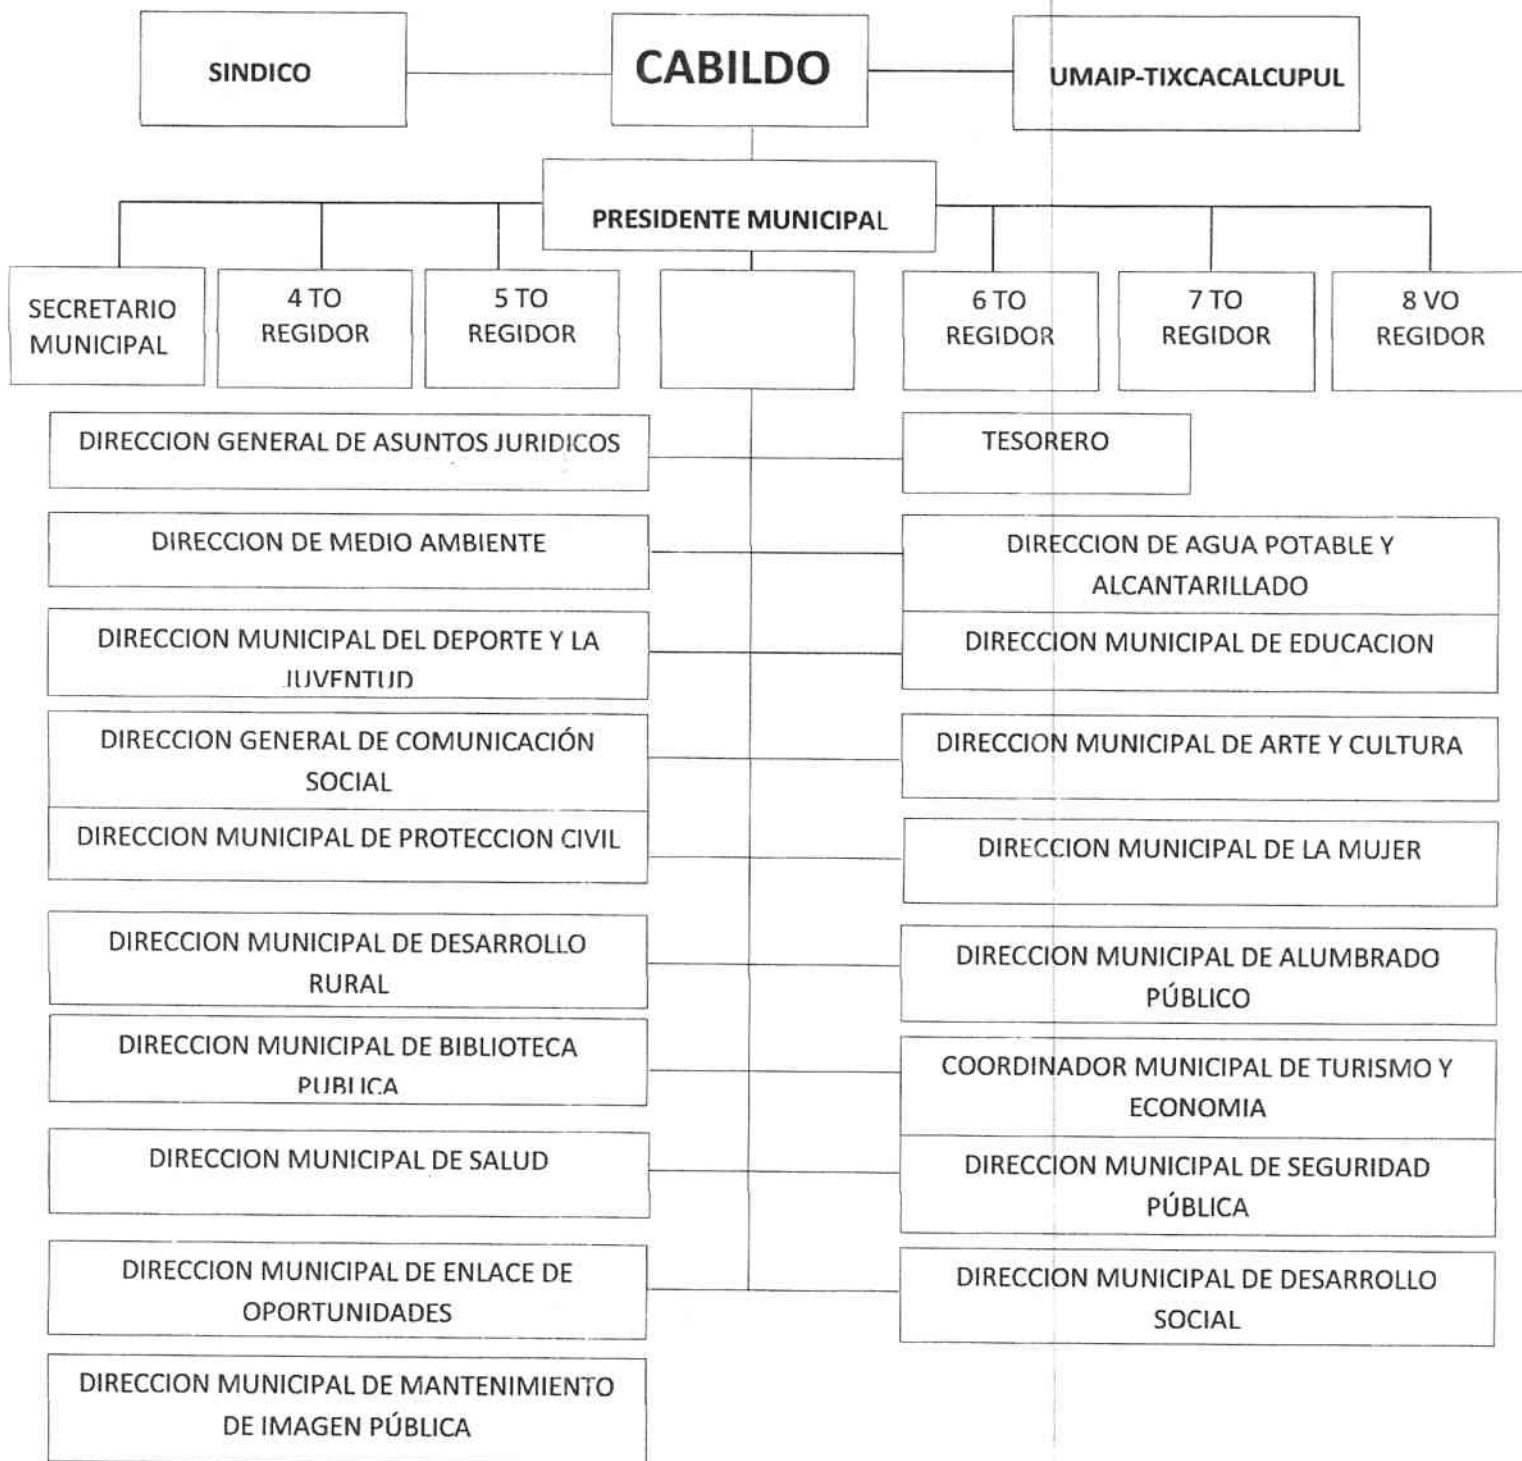 SINDICO
CABILDO
UMAIP-TIXCACALCUPUL
PRESIDENTE MUNICIPAL
SECRETARIO
MUNICIPAL
4 TO
REGIDOR
5 TO
REGIDOR
6 TO
REGIDOR
7 TO
REGIDOR
8 VO
REGIDOR
DIRECCION GENERAL DE ASUNTOS JURIDICOS
TESORERO
DIRECCION DE MEDIO AMBIENTE
DIRECCION DE AGUA POTABLE Y
ALCANTARILLADO
DIRECCION MUNICIPAL DEL DEPORTE Y LA
JUVENTUD
DIRECCION MUNICIPAL DE EDUCACION
DIRECCION GENERAL DE COMUNICACIÓN
SOCIAL
DIRECCION MUNICIPAL DE ARTE Y CULTURA
DIRECCION MUNICIPAL DE PROTECCION CIVIL
DIRECCION MUNICIPAL DE LA MUJER
DIRECCION MUNICIPAL DE DESARROLLO
RURAL
DIRECCION MUNICIPAL DE ALUMBRADO
PÚBLICO
DIRECCION MUNICIPAL DE BIBLIOTECA
PUBLICA
COORDINADOR MUNICIPAL DE TURISMO Y
ECONOMIA
DIRECCION MUNICIPAL DE SALUD
DIRECCION MUNICIPAL DE SEGURIDAD
PÚBLICA
DIRECCION MUNICIPAL DE ENLACE DE
OPORTUNIDADES
DIRECCION MUNICIPAL DE DESARROLLO
SOCIAL
DIRECCION MUNICIPAL DE MANTENIMIENTO
DE IMAGEN PÚBLICA